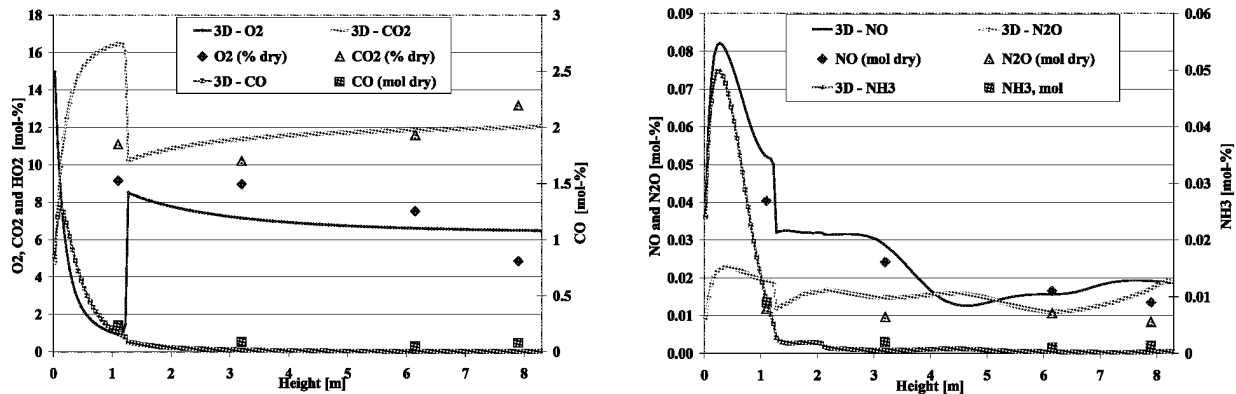 18
16
14
12
10
8
6
4
2
0
O2, CO2 and HO2 [mol-%]
3D - O2
3D - CO2
O2 (% dry)
CO2 (% dry)
3D - CO
CO (mol dry)
3
2.5
2
1.5
1
0.5
0
CO [mol-%]
0 1 2 3 4 5 6 7 8
Height [m]
0.09
0.08
0.07
0.06
0.05
0.04
0.03
0.02
0.01
0.00
NO and N2O [mol-%]
3D - NO
3D - N2O
NO (mol dry)
N2O (mol dry)
3D - NH3
NH3, mol
0.06
0.05
0.04
0.03
0.02
0.01
0
NH3 [mol-%]
0 1 2 3 4 5 6 7 8
Height [m]